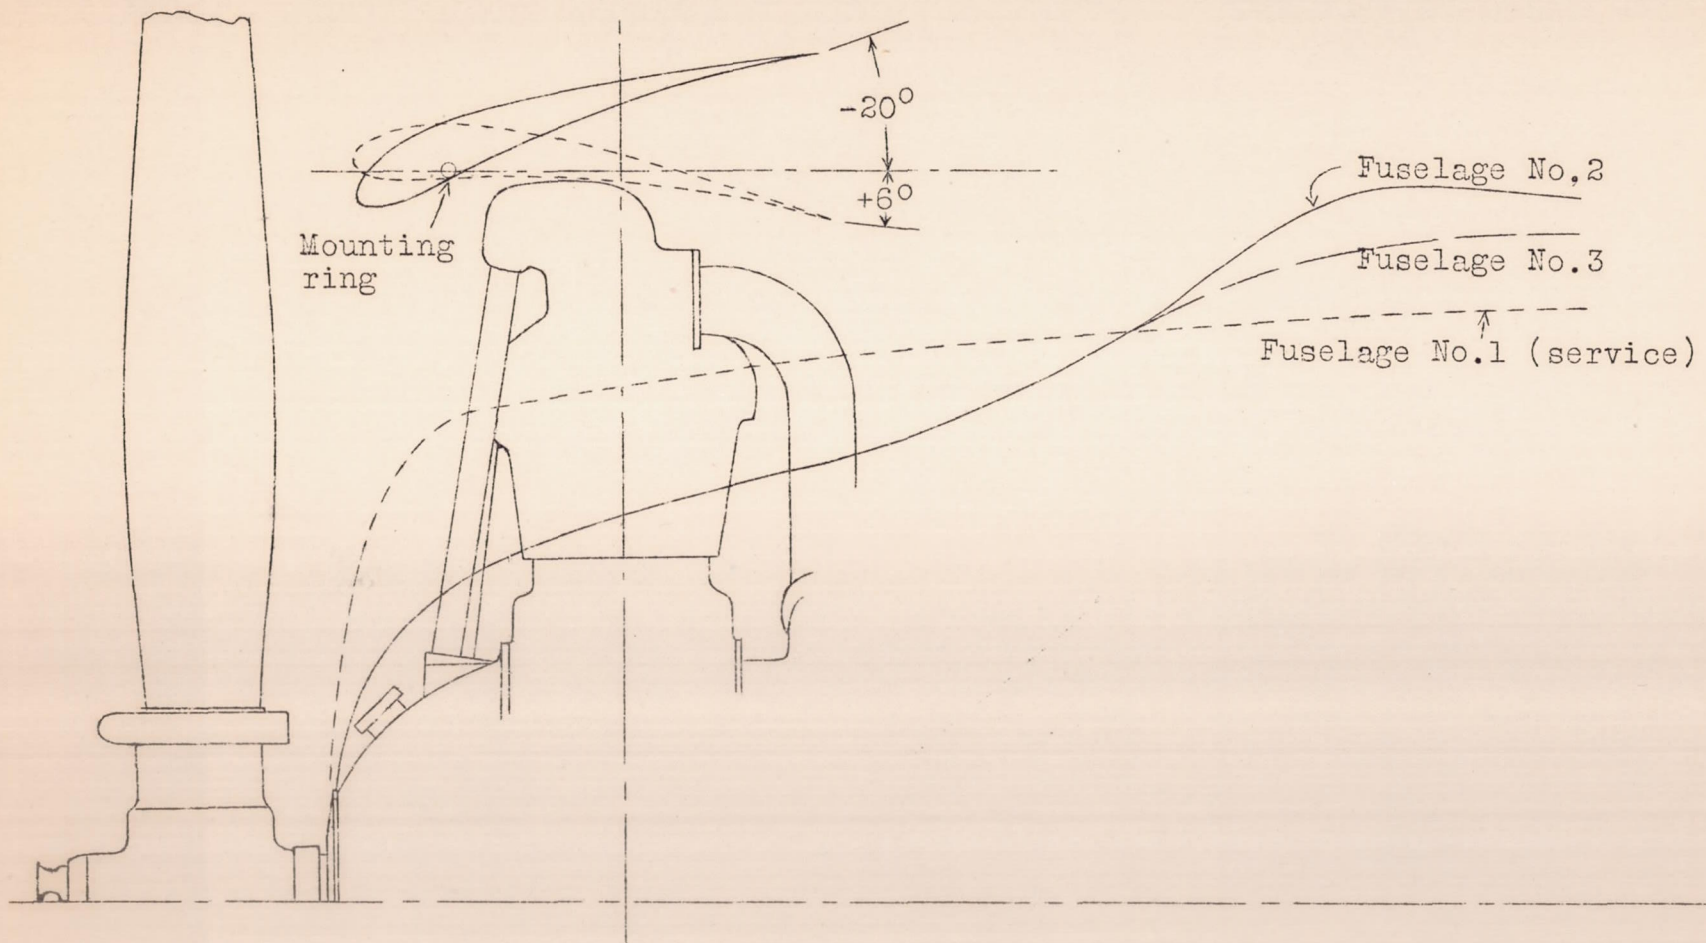 -20°
+6°
Mounting
ring
Fuselage No.2
Fuselage No.3
Fuselage No.1 (service)